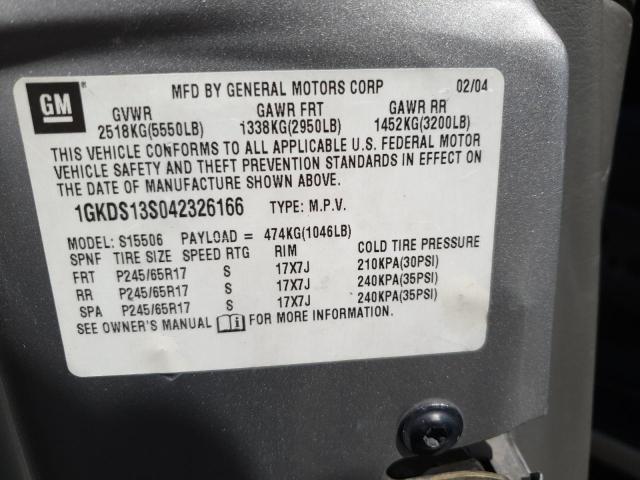 GM
MFD BY GENERAL MOTORS CORP 02/04
GVWR GAWR FRT GAWR RR
2518KG(5550LB) 1338KG(2950LB) 1452KG(3200LB)
THIS VEHICLE CONFORMS TO ALL APPLICABLE U.S. FEDERAL MOTOR
VEHICLE SAFETY AND THEFT PREVENTION STANDARDS IN EFFECT ON
THE DATE OF MANUFACTURE SHOWN ABOVE.
1GKDS13S042326166 TYPE: M.P.V.
MODEL: S15506 PAYLOAD = 474KG(1046LB)
SPNF TIRE SIZE SPEED RTG RIM COLD TIRE PRESSURE
FRT P245/65R17 S 17X7J 210KPA(30PSI)
RR P245/65R17 S 17X7J 240KPA(35PSI)
SPA P245/65R17 S 17X7J 240KPA(35PSI)
SEE OWNER'S MANUAL FOR MORE INFORMATION.